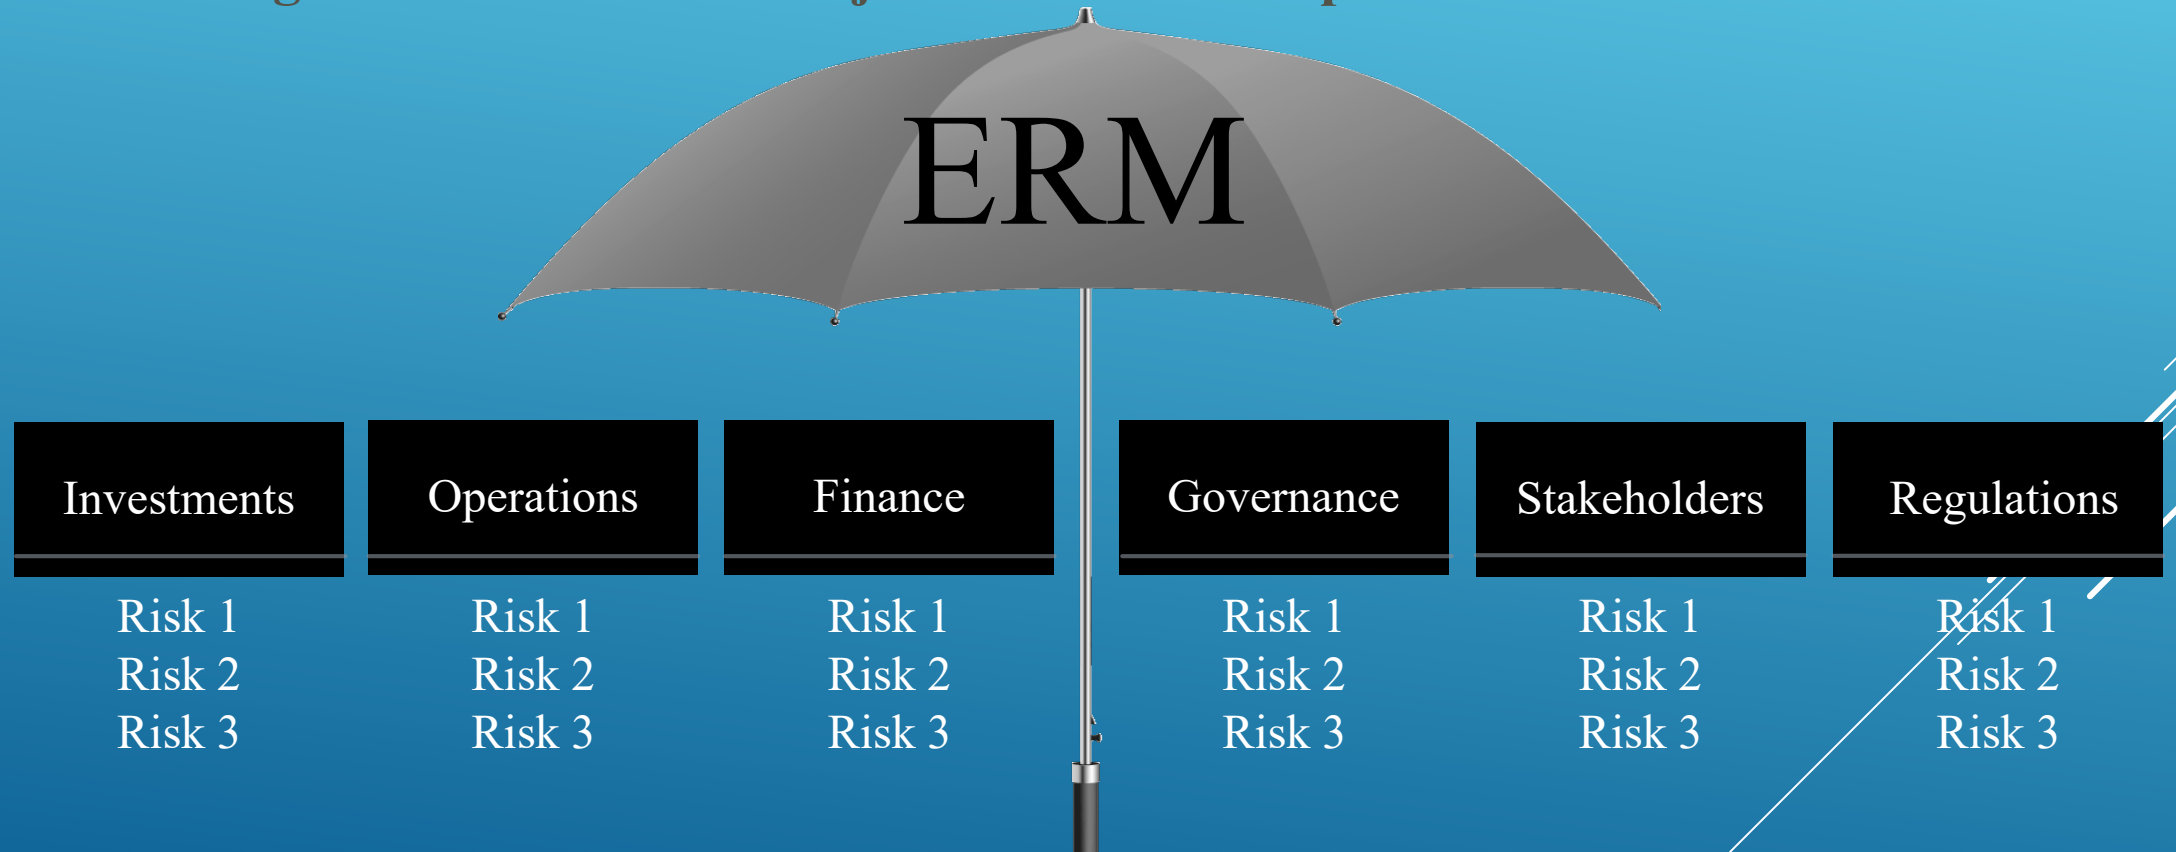 ERM
Investments
Operations
Finance
Governance
Stakeholders
Regulations
Risk 1
Risk 2
Risk 3
Risk 1
Risk 2
Risk 3
Risk 1
Risk 2
Risk 3
Risk 1
Risk 2
Risk 3
Risk 1
Risk 2
Risk 3
Risk 1
Risk 2
Risk 3